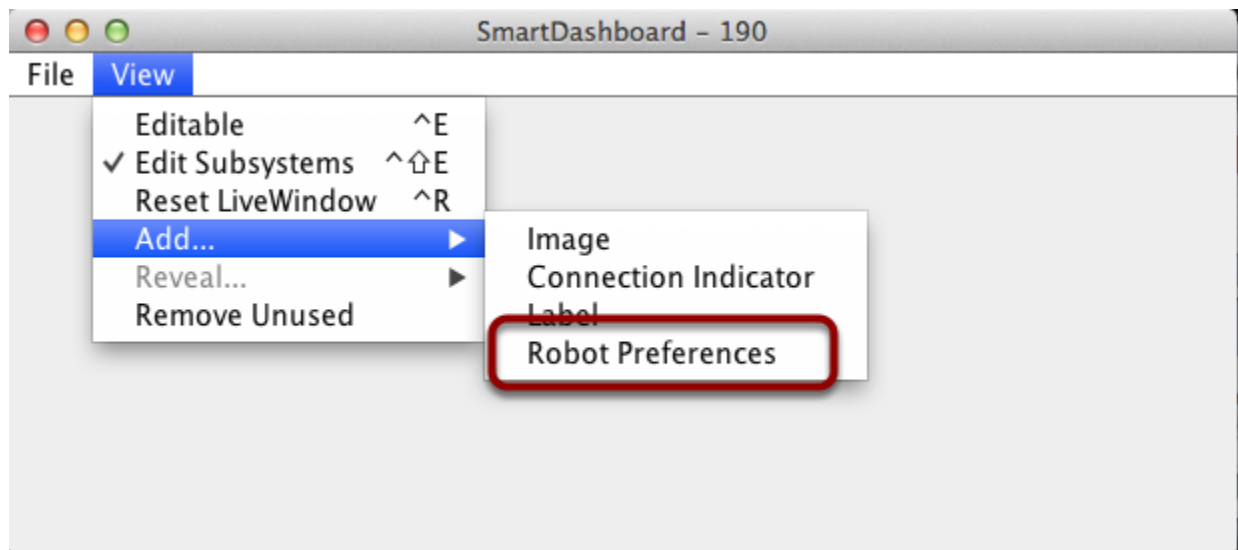 SmartDashboard – 190
File View
Editable ^E
✓ Edit Subsystems ^⇧E
Reset LiveWindow ^R
Add... ▶
Reveal... ▶
Remove Unused
Image
Connection Indicator
Label
Robot Preferences